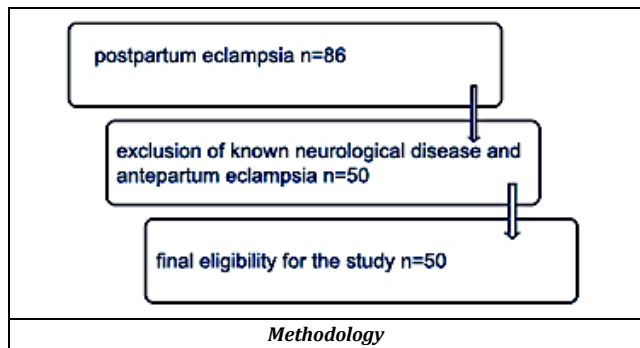 postpartum eclampsia n=86
exclusion of known neurological disease and
antepartum eclampsia n=50
final eligibility for the study n=50
Methodology